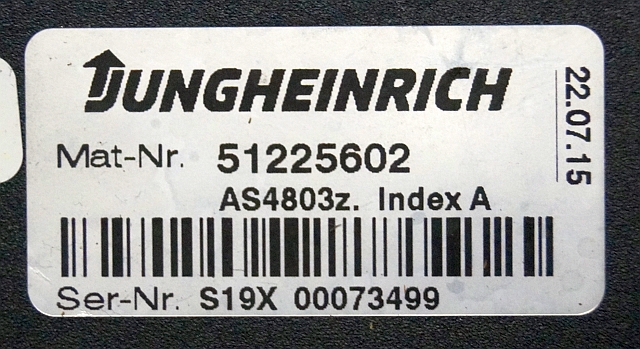 JUNGHEINRICH
Mat-Nr. 51225602
AS4803z. Index A
Ser-Nr. S19X 00073499
22.07.15